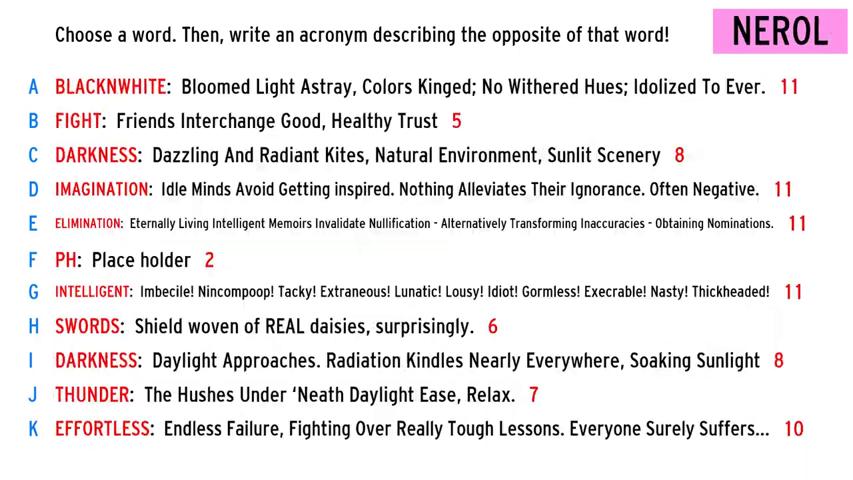 Choose a word. Then, write an acronym describing the opposite of that word! NEROL
A BLACKNWHITE: Bloomed Light Astray, Colors Kinged; No Withered Hues; Idolized To Ever. 11
B FIGHT: Friends Interchange Good, Healthy Trust 5
C DARKNESS: Dazzling And Radiant Kites, Natural Environment, Sunlit Scenery 8
D IMAGINATION: Idle Minds Avoid Getting inspired. Nothing Alleviates Their Ignorance. Often Negative. 11
E ELIMINATION: Eternally Living Intelligent Memoirs Invalidate Nullification - Alternatively Transforming Inaccuracies - Obtaining Nominations. 11
F PH: Place holder 2
G INTELLIGENT: Imbecile! Nincompoop! Tacky! Extraneous! Lunatic! Lousy! Idiot! Gormless! Execrable! Nasty! Thickheaded! 11
H SWORDS: Shield woven of REAL daisies, surprisingly. 6
I DARKNESS: Daylight Approaches. Radiation Kindles Nearly Everywhere, Soaking Sunlight 8
J THUNDER: The Hushes Under ‘Neath Daylight Ease, Relax. 7
K EFFORTLESS: Endless Failure, Fighting Over Really Tough Lessons. Everyone Surely Suffers... 10